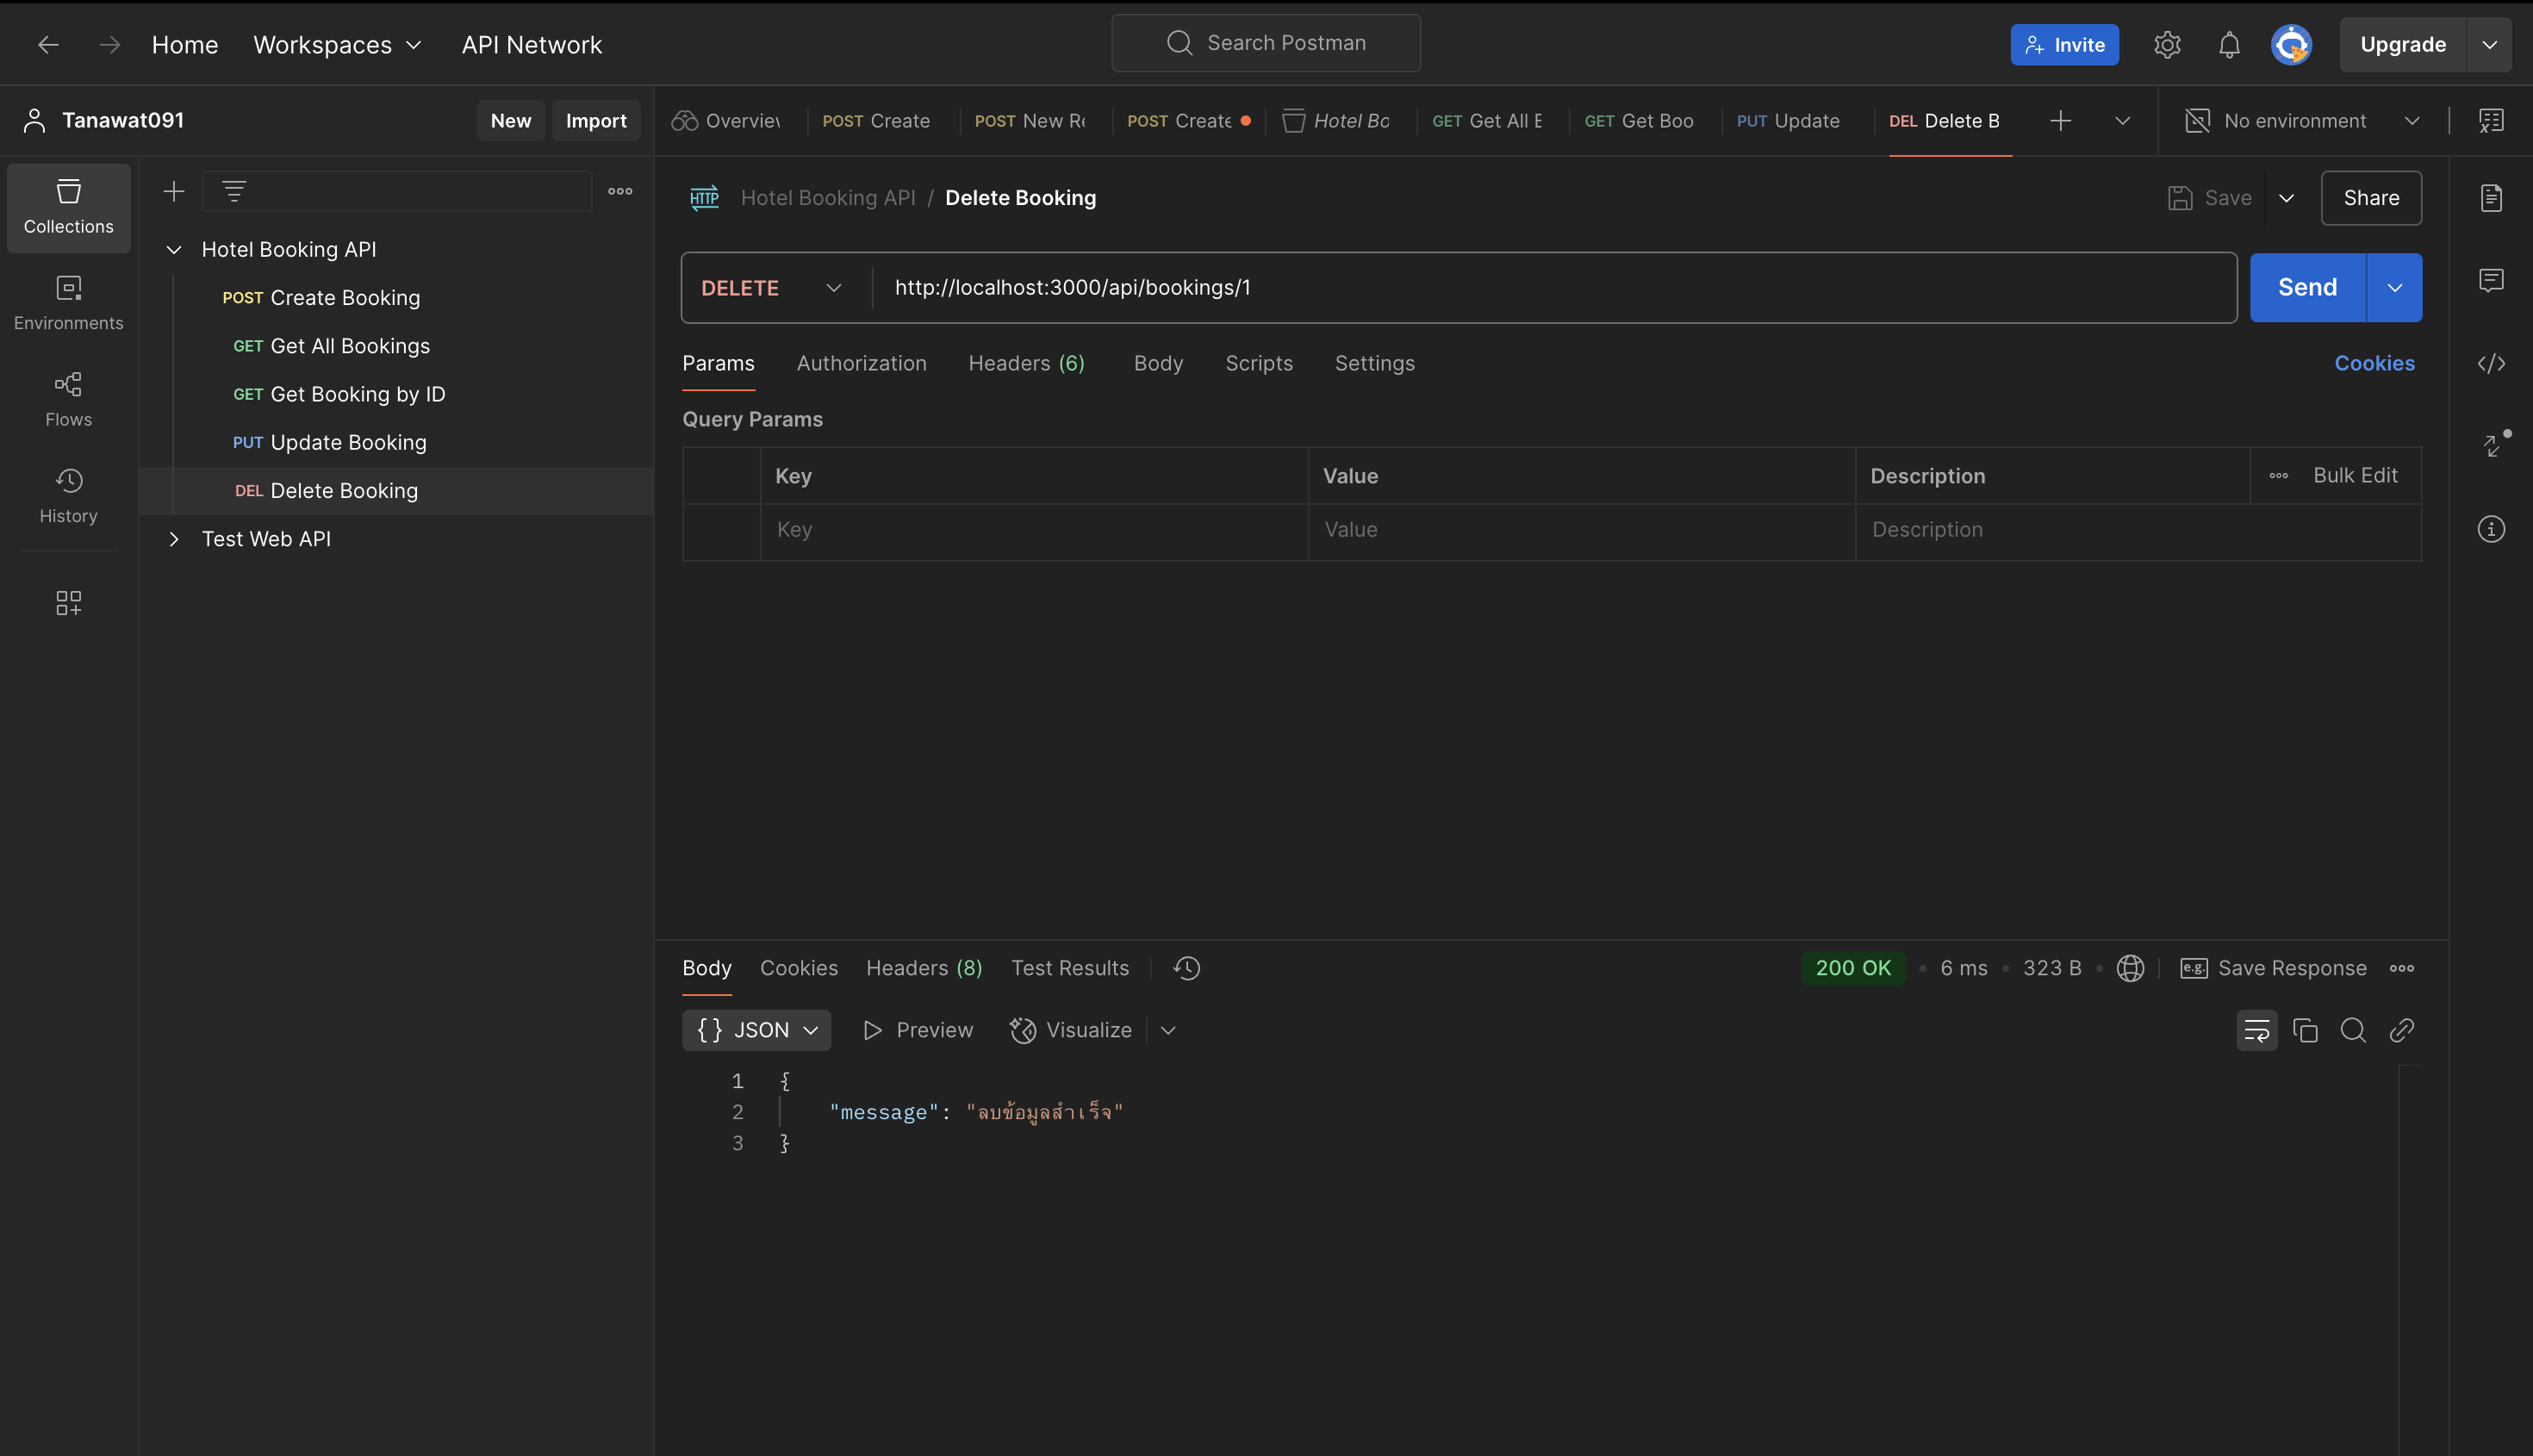 Home Workspaces API Network Search Postman Invite Upgrade
Tanawat091 New Import
Overview POST Create POST New Re POST Create Hotel Bo GET Get All B GET Get Boo PUT Update DEL Delete B No environment
Collections
Environments
Flows
History
Hotel Booking API
POST Create Booking
GET Get All Bookings
GET Get Booking by ID
PUT Update Booking
DEL Delete Booking
Test Web API
HTTP Hotel Booking API / Delete Booking Save Share
DELETE http://localhost:3000/api/bookings/1 Send
Params Authorization Headers (6) Body Scripts Settings Cookies
Query Params
Key Value Description Bulk Edit
Key Value Description
Body Cookies Headers (8) Test Results 200 OK 6 ms 323 B e.g. Save Response
{} JSON Preview Visualize
1 {
2 "message": "ลบข้อมูลสำเร็จ"
3 }